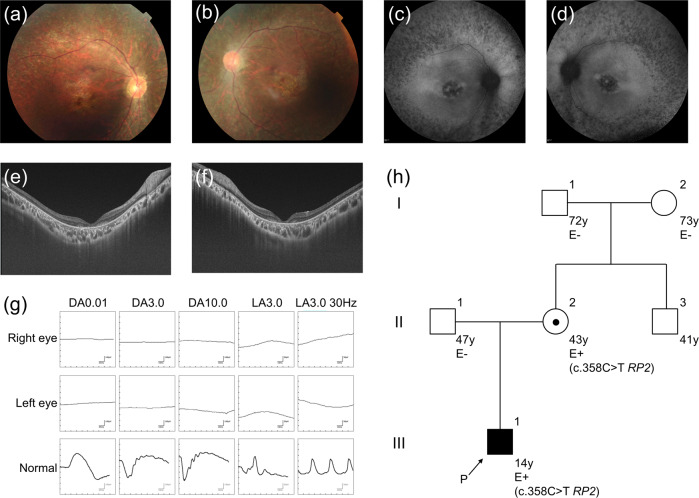 (a)
(b)
(c)
(d)
(e)
(f)
(g)
DA0.01 DA3.0 DA10.0 LA3.0 LA3.0 30Hz
Right eye
Left eye
Normal
(h)
I
1
72y
E-
2
73y
E-
II
1
47y
E-
2
43y
E+
(c.358C>T RP2)
3
41y
III
1
P
14y
E+
(c.358C>T RP2)